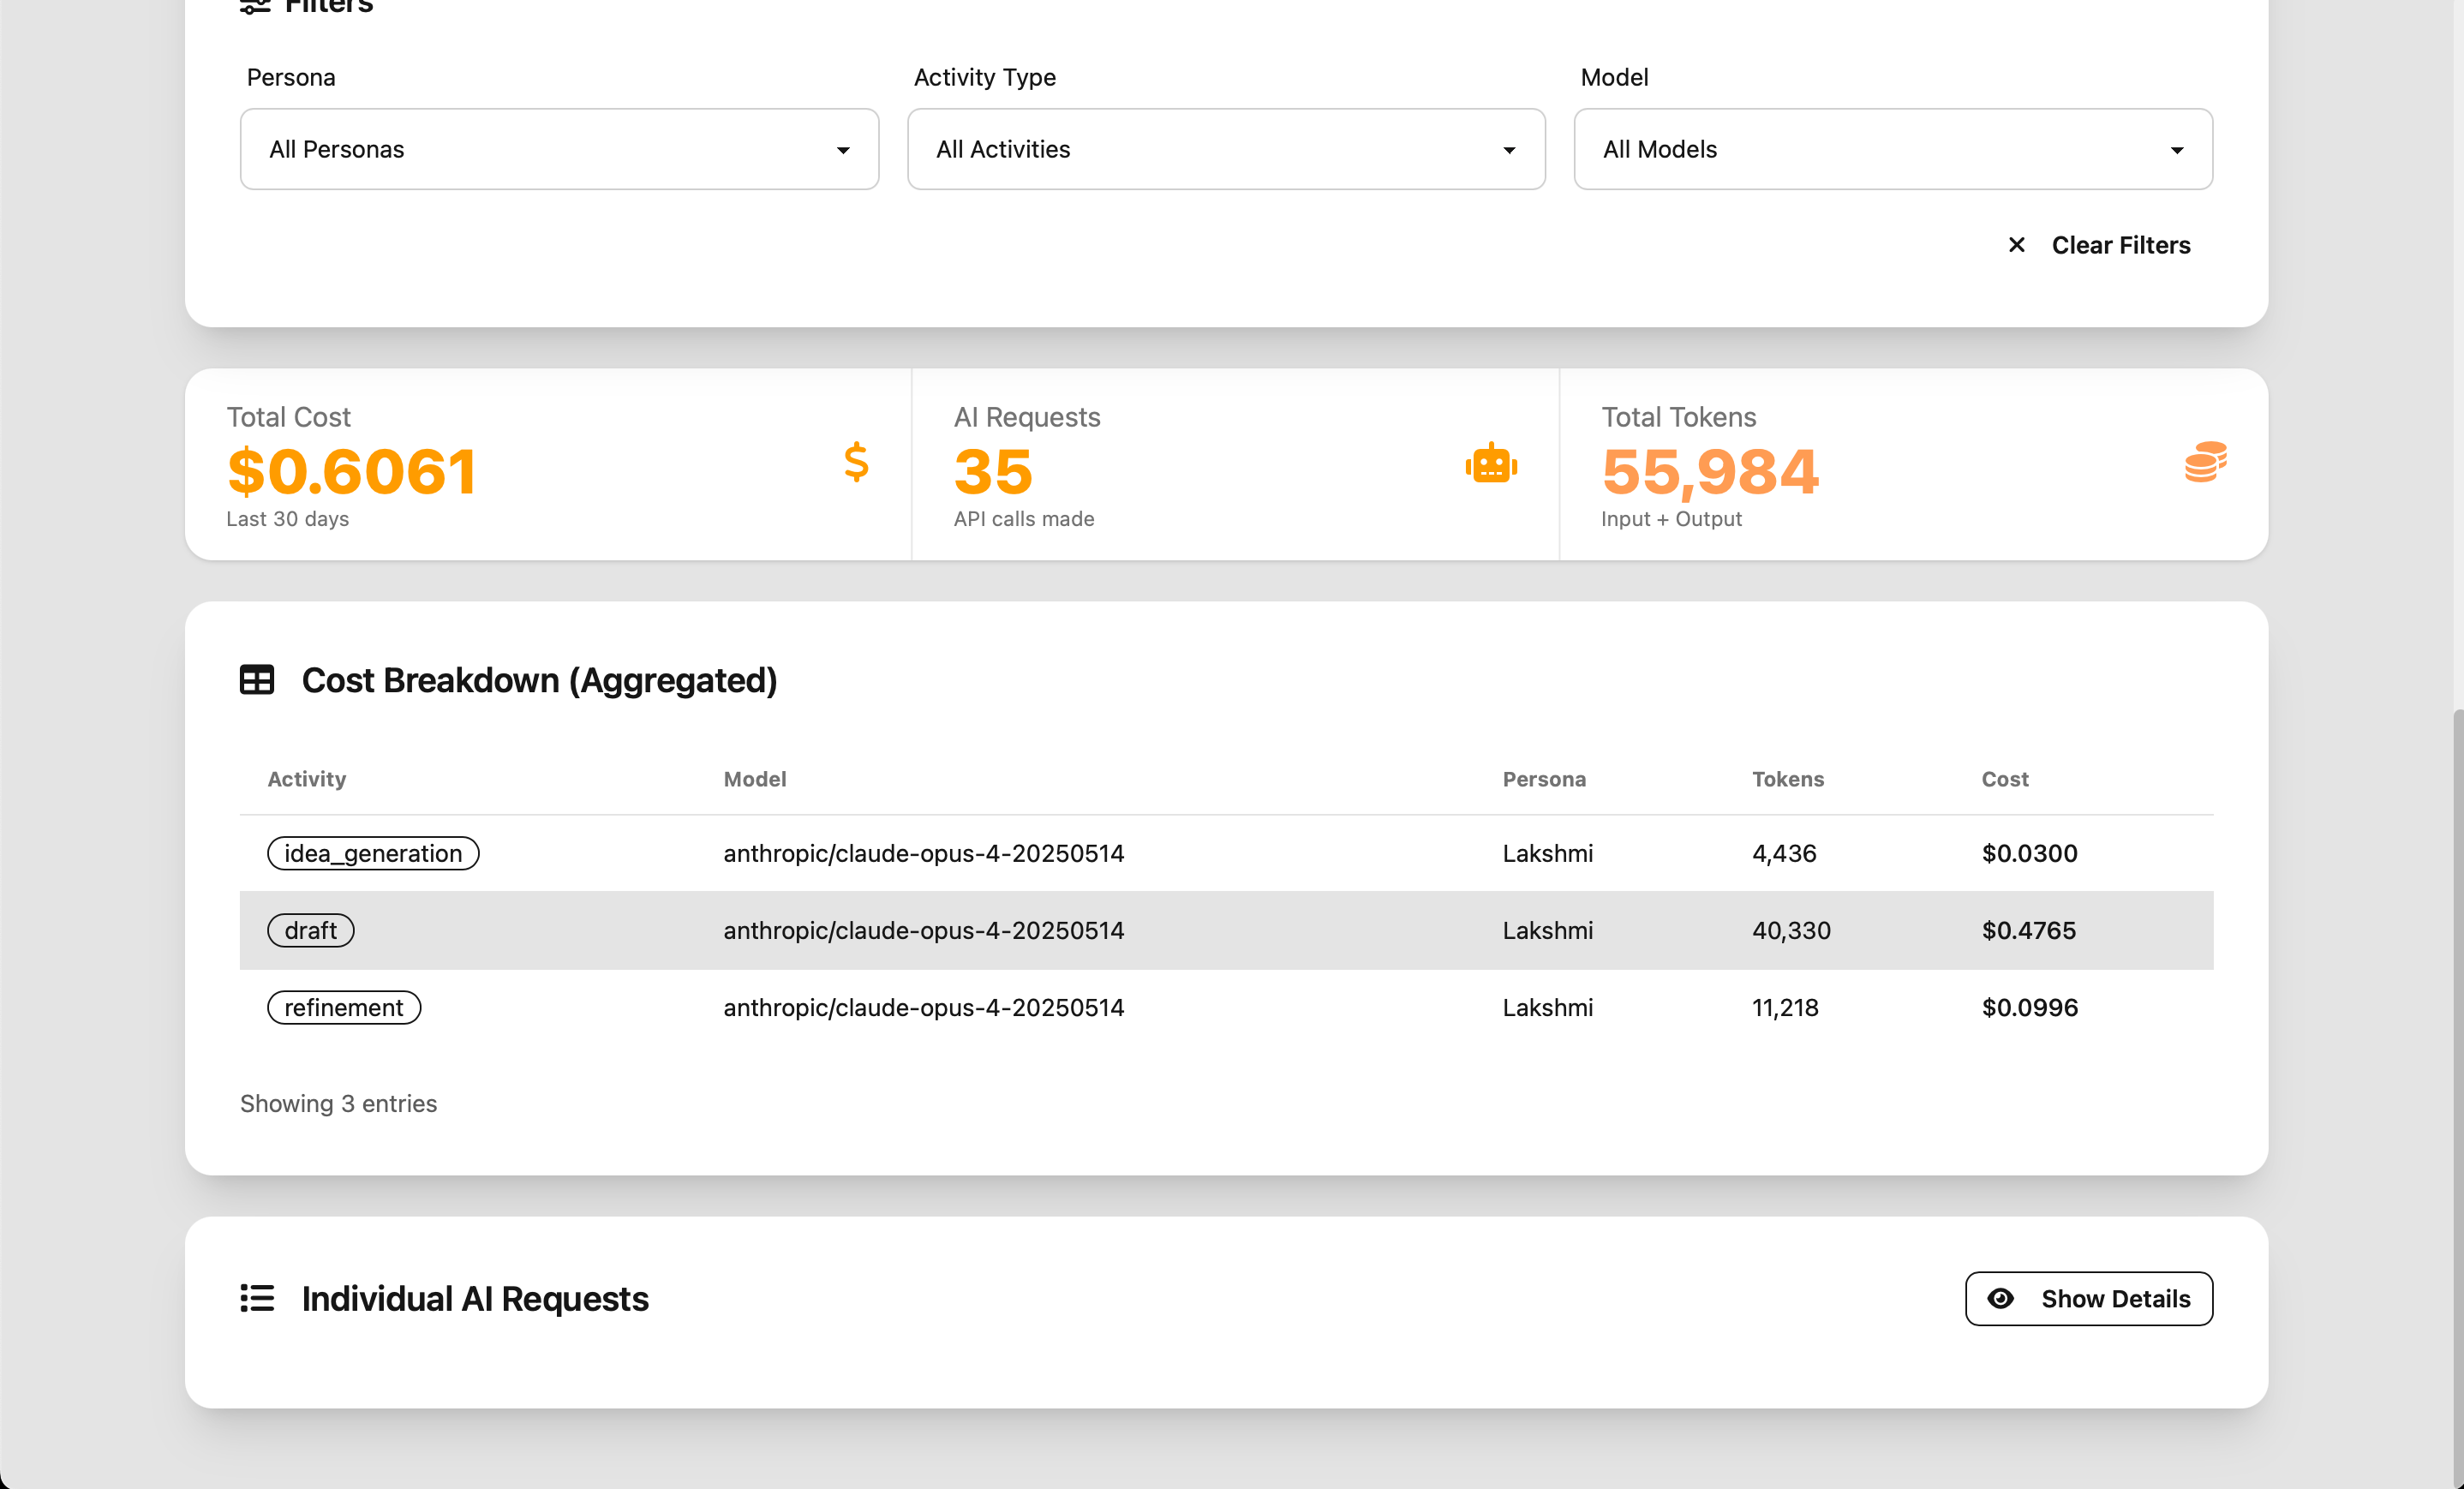 Filters
Persona
Activity Type
Model
All Personas
All Activities
All Models
Clear Filters
Total Cost
$0.6061
Last 30 days
AI Requests
35
API calls made
Total Tokens
55,984
Input + Output
Cost Breakdown (Aggregated)
Activity Model Persona Tokens Cost
idea_generation anthropic/claude-opus-4-20250514 Lakshmi 4,436 $0.0300
draft anthropic/claude-opus-4-20250514 Lakshmi 40,330 $0.4765
refinement anthropic/claude-opus-4-20250514 Lakshmi 11,218 $0.0996
Showing 3 entries
Individual AI Requests
Show Details